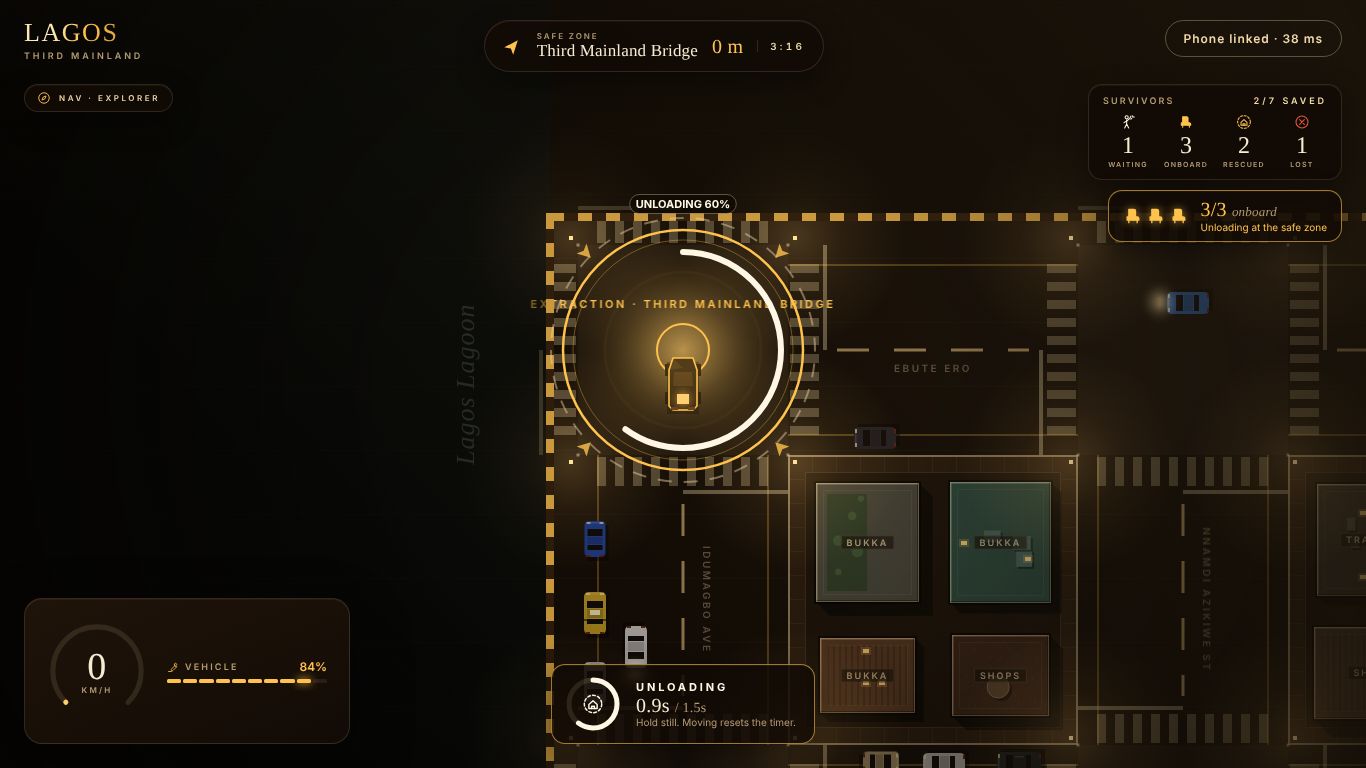 LAGOS
THIRD MAINLAND
NAV · EXPLORER
SAFE ZONE
Third Mainland Bridge 0 m 3:16
Phone linked · 38 ms
SURVIVORS 2/7 SAVED
1 3 2 1
WAITING ONBOARD RESCUED LOST
3/3 onboard
Unloading at the safe zone
UNLOADING 60%
EXTRACTION · THIRD MAINLAND BRIDGE
Lagos Lagoon
EBUTE ERO
IDUMAGBO AVE
NNAMDI AZIKIWE ST
BUKKA
BUKKA
BUKKA
SHOPS
0
KM/H
VEHICLE 84%
UNLOADING
0.9s / 1.5s
Hold still. Moving resets the timer.